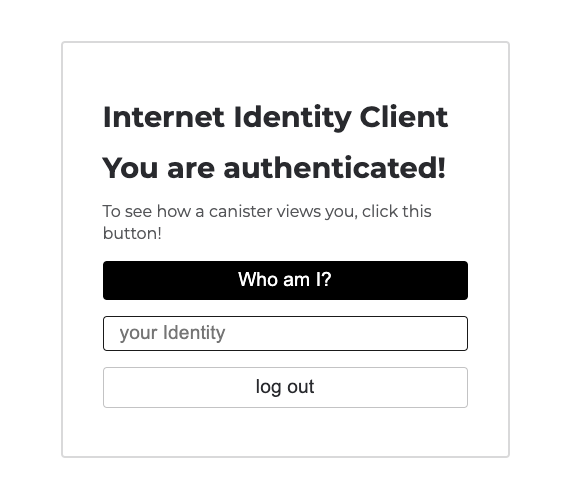 Internet Identity Client
You are authenticated!
To see how a canister views you, click this
button!
Who am I?
your Identity
log out